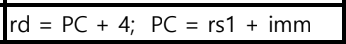 rd = PC + 4;  PC = rs1 + imm